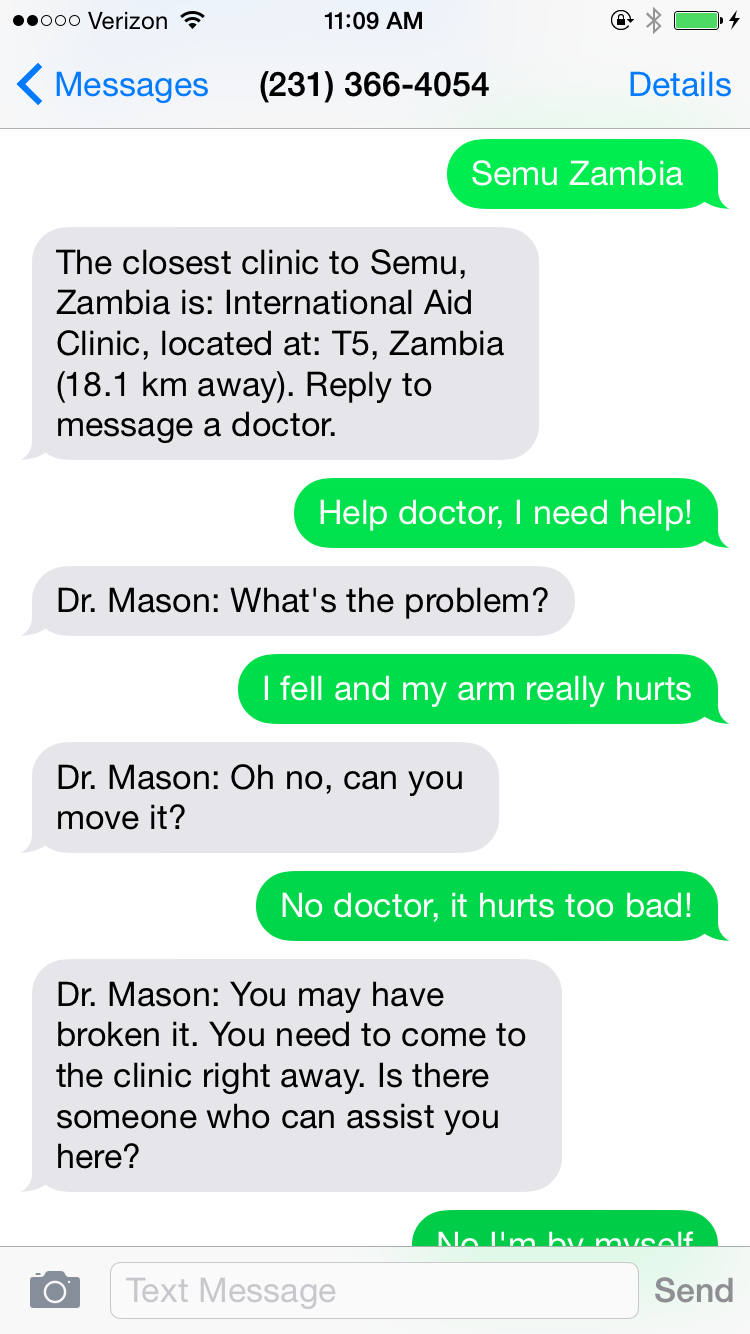 Verizon 11:09 AM
Messages (231) 366-4054 Details
Semu Zambia
The closest clinic to Semu,
Zambia is: International Aid
Clinic, located at: T5, Zambia
(18.1 km away). Reply to
message a doctor.
Help doctor, I need help!
Dr. Mason: What's the problem?
I fell and my arm really hurts
Dr. Mason: Oh no, can you
move it?
No doctor, it hurts too bad!
Dr. Mason: You may have
broken it. You need to come to
the clinic right away. Is there
someone who can assist you
here?
No I'm by myself
Text Message Send